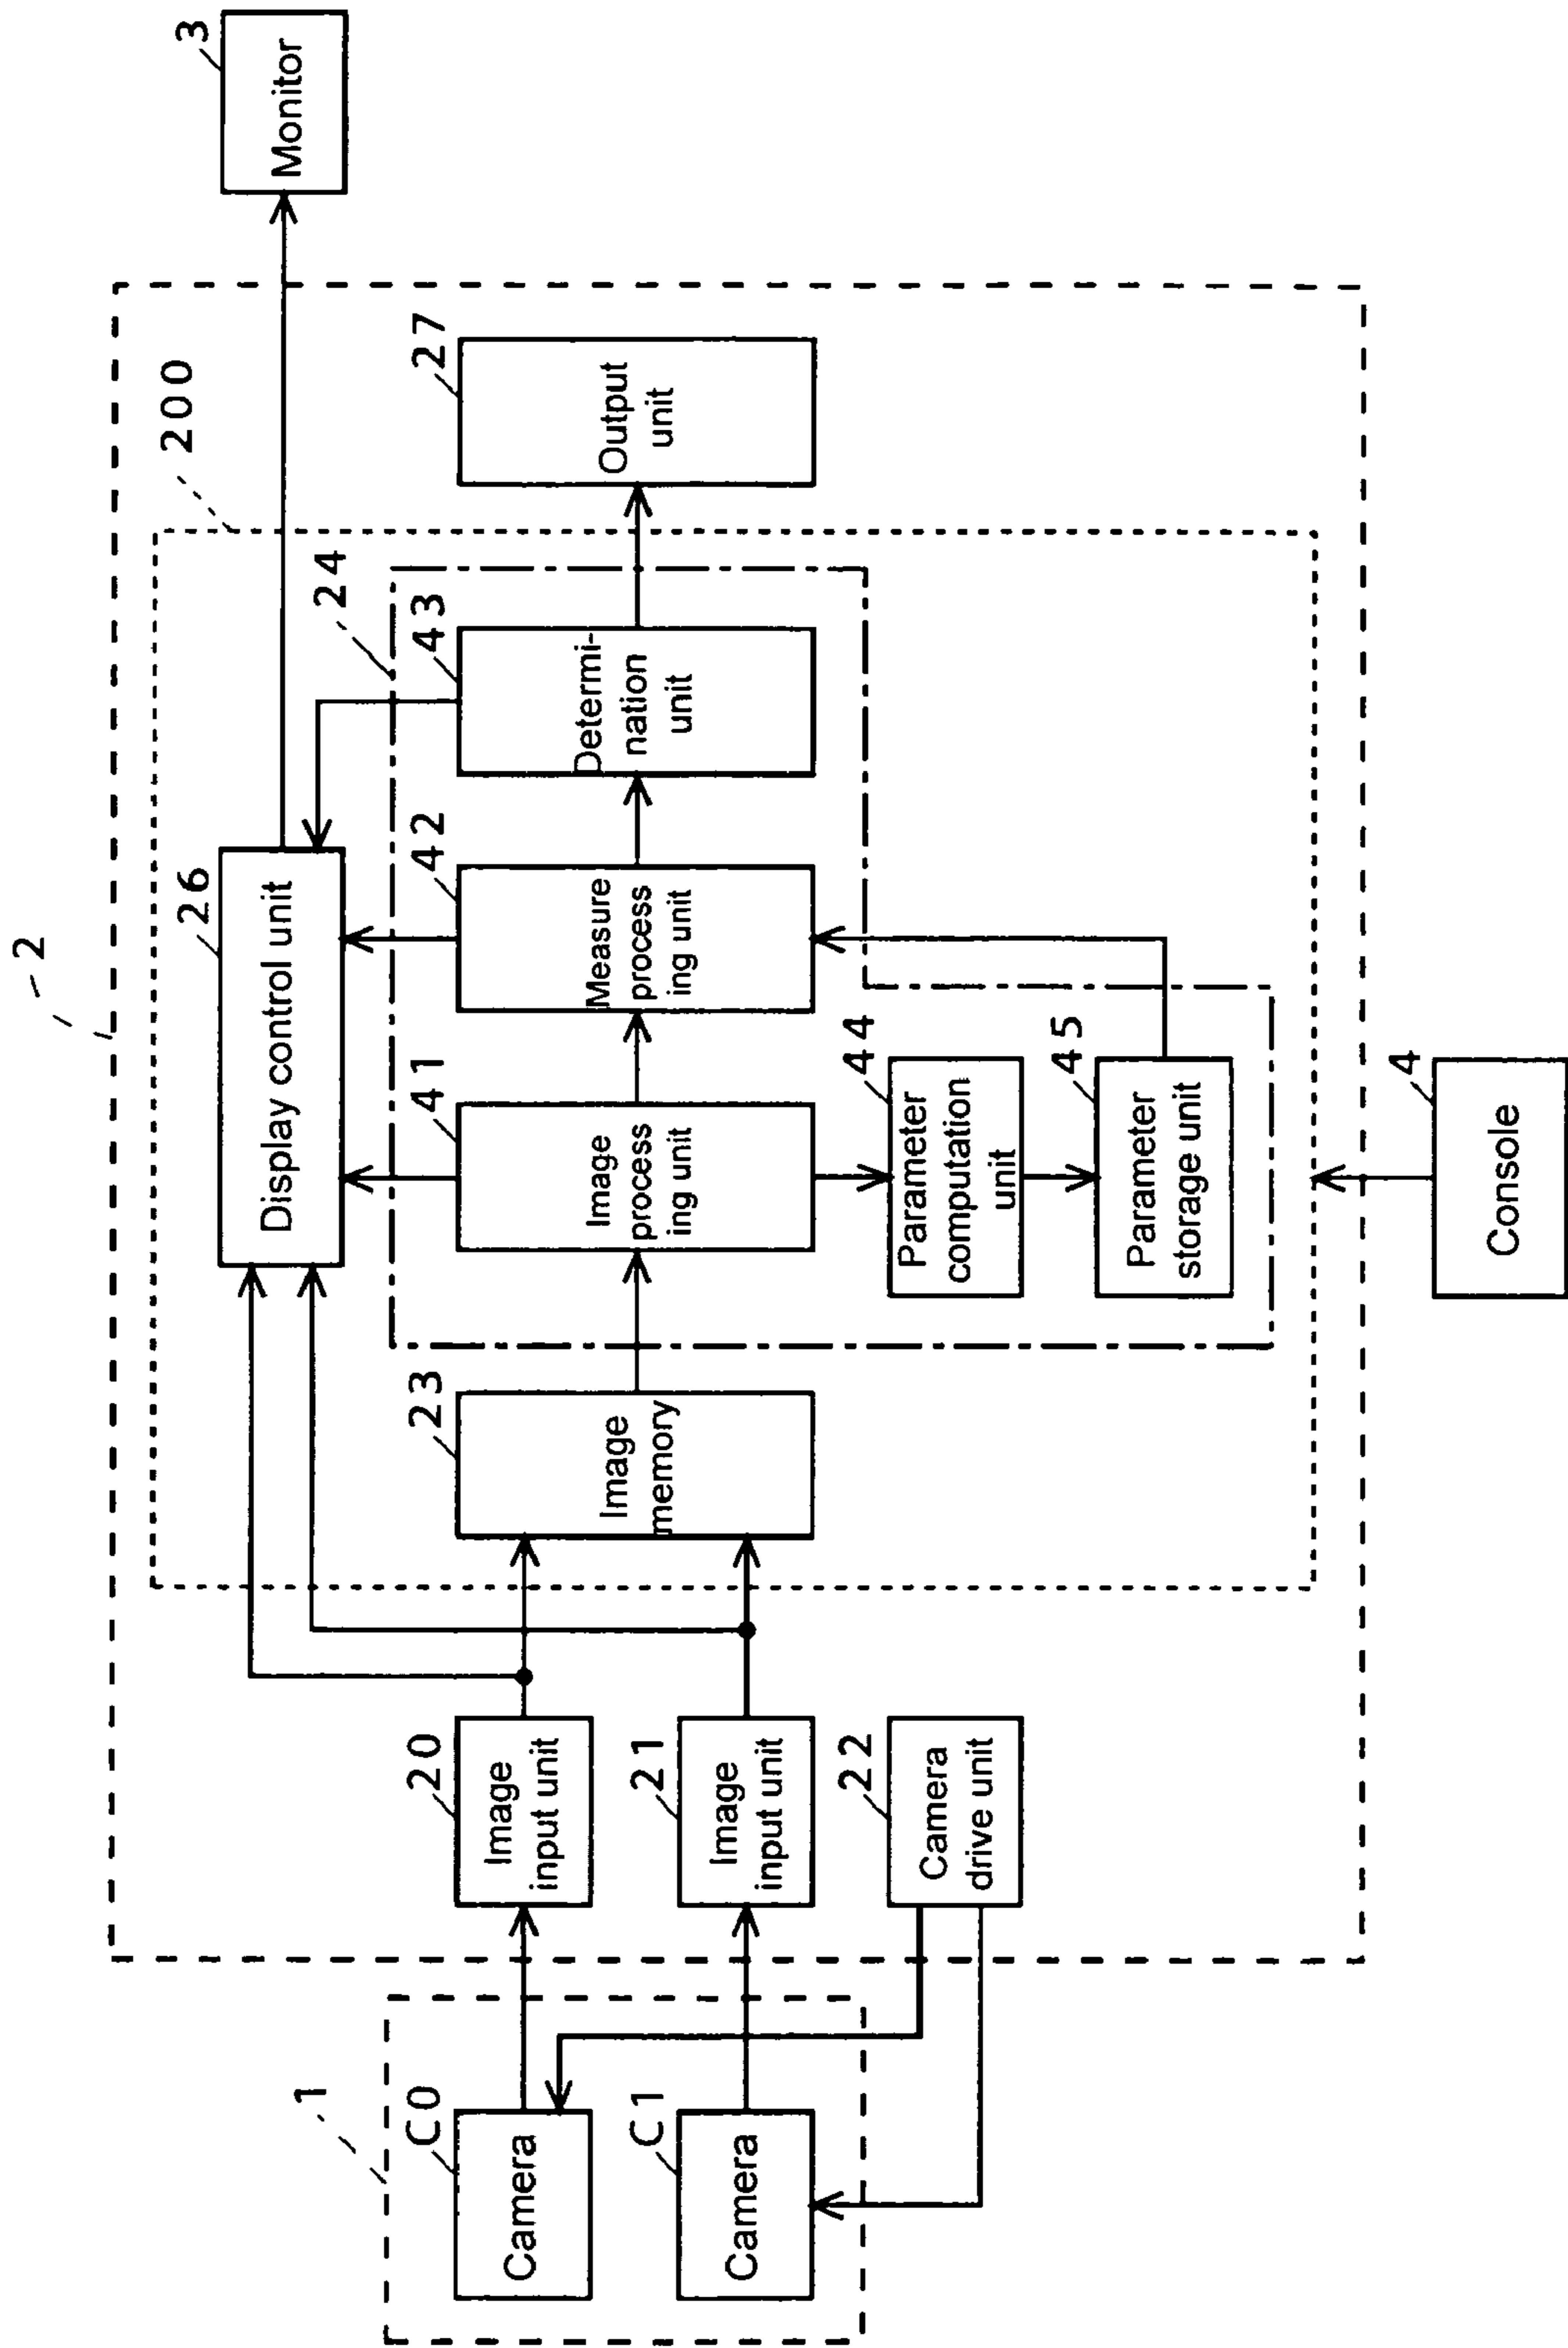 2
200
3
Monitor
26
Display control unit
24
1
C0
Camera
20
Image
input unit
23
Image
memory
41
Image
process
ing unit
42
Measure
process
ing unit
43
Determi-
nation
unit
27
Output
unit
C1
Camera
21
Image
input unit
22
Camera
drive unit
44
Parameter
computation
unit
45
Parameter
storage unit
4
Console